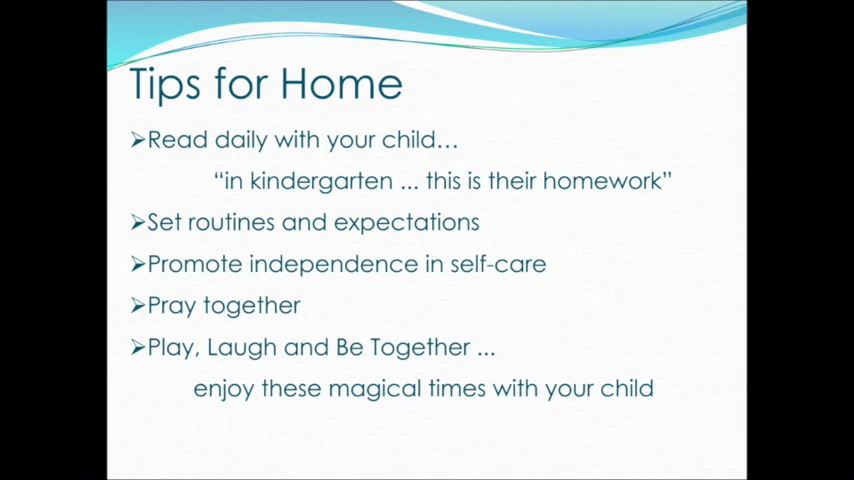 Tips for Home
➢Read daily with your child…
“in kindergarten ... this is their homework”
➢Set routines and expectations
➢Promote independence in self-care
➢Pray together
➢Play, Laugh and Be Together ...
enjoy these magical times with your child